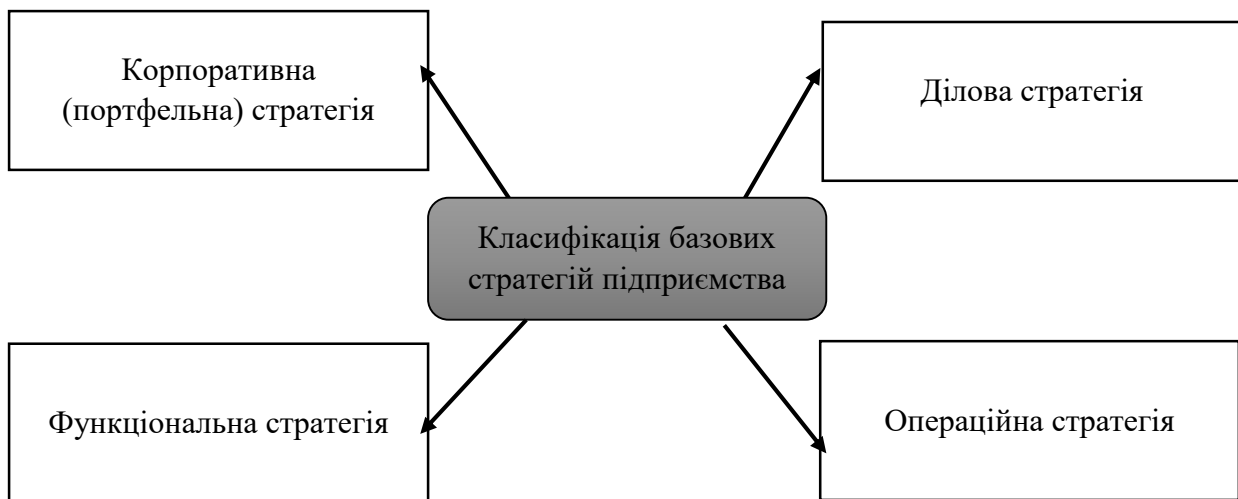 Корпоративна
(портфельна) стратегія
Ділова стратегія
Класифікація базових
стратегій підприємства
Функціональна стратегія
Операційна стратегія